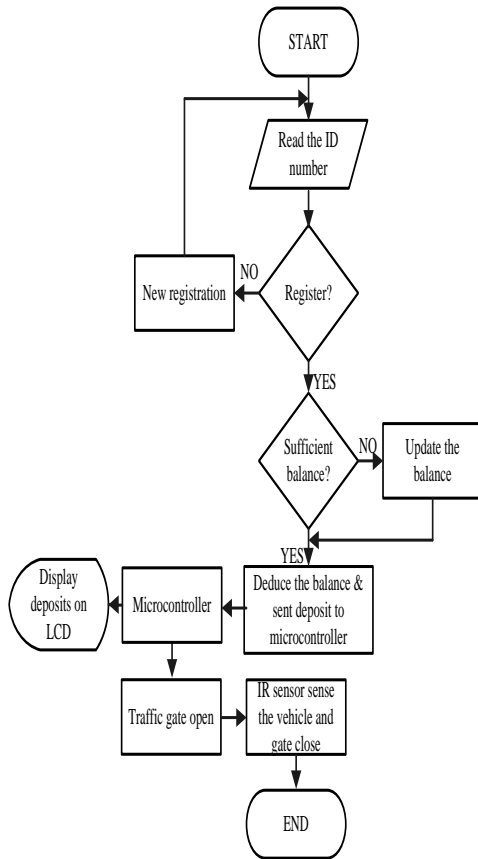 START
Read the ID
number
NO
New registration
Register?
YES
Sufficient
balance?
NO
Update the
balance
YES
Deduce the balance &
sent deposit to
microcontroller
Microcontroller
Display
deposits on
LCD
Traffic gate open
IR sensor sense
the vehicle and
gate close
END